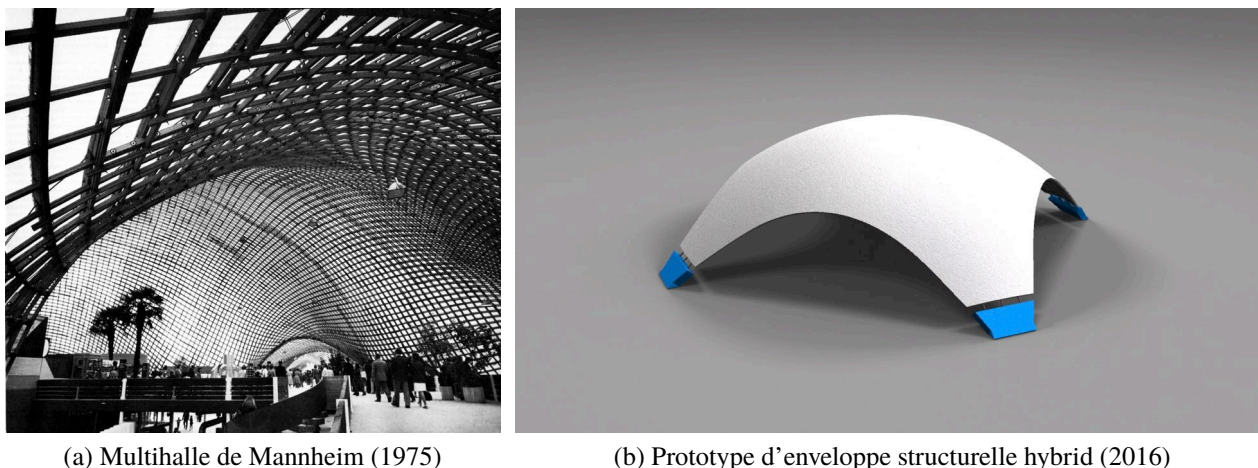 (a) Multihalle de Mannheim (1975)
(b) Prototype d'enveloppe structurelle hybrid (2016)